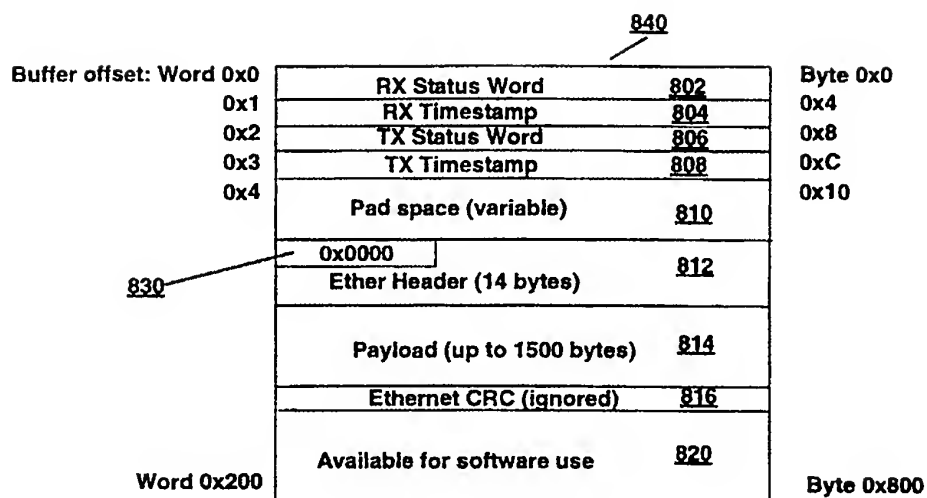 840
Buffer offset: Word 0x0 RX Status Word 802 Byte 0x0
0x1 RX Timestamp 804 0x4
0x2 TX Status Word 806 0x8
0x3 TX Timestamp 808 0xC
0x4 Pad space (variable) 810 0x10
0x0000
830 Ether Header (14 bytes) 812
Payload (up to 1500 bytes) 814
Ethernet CRC (ignored) 816
Available for software use 820
Word 0x200 Byte 0x800